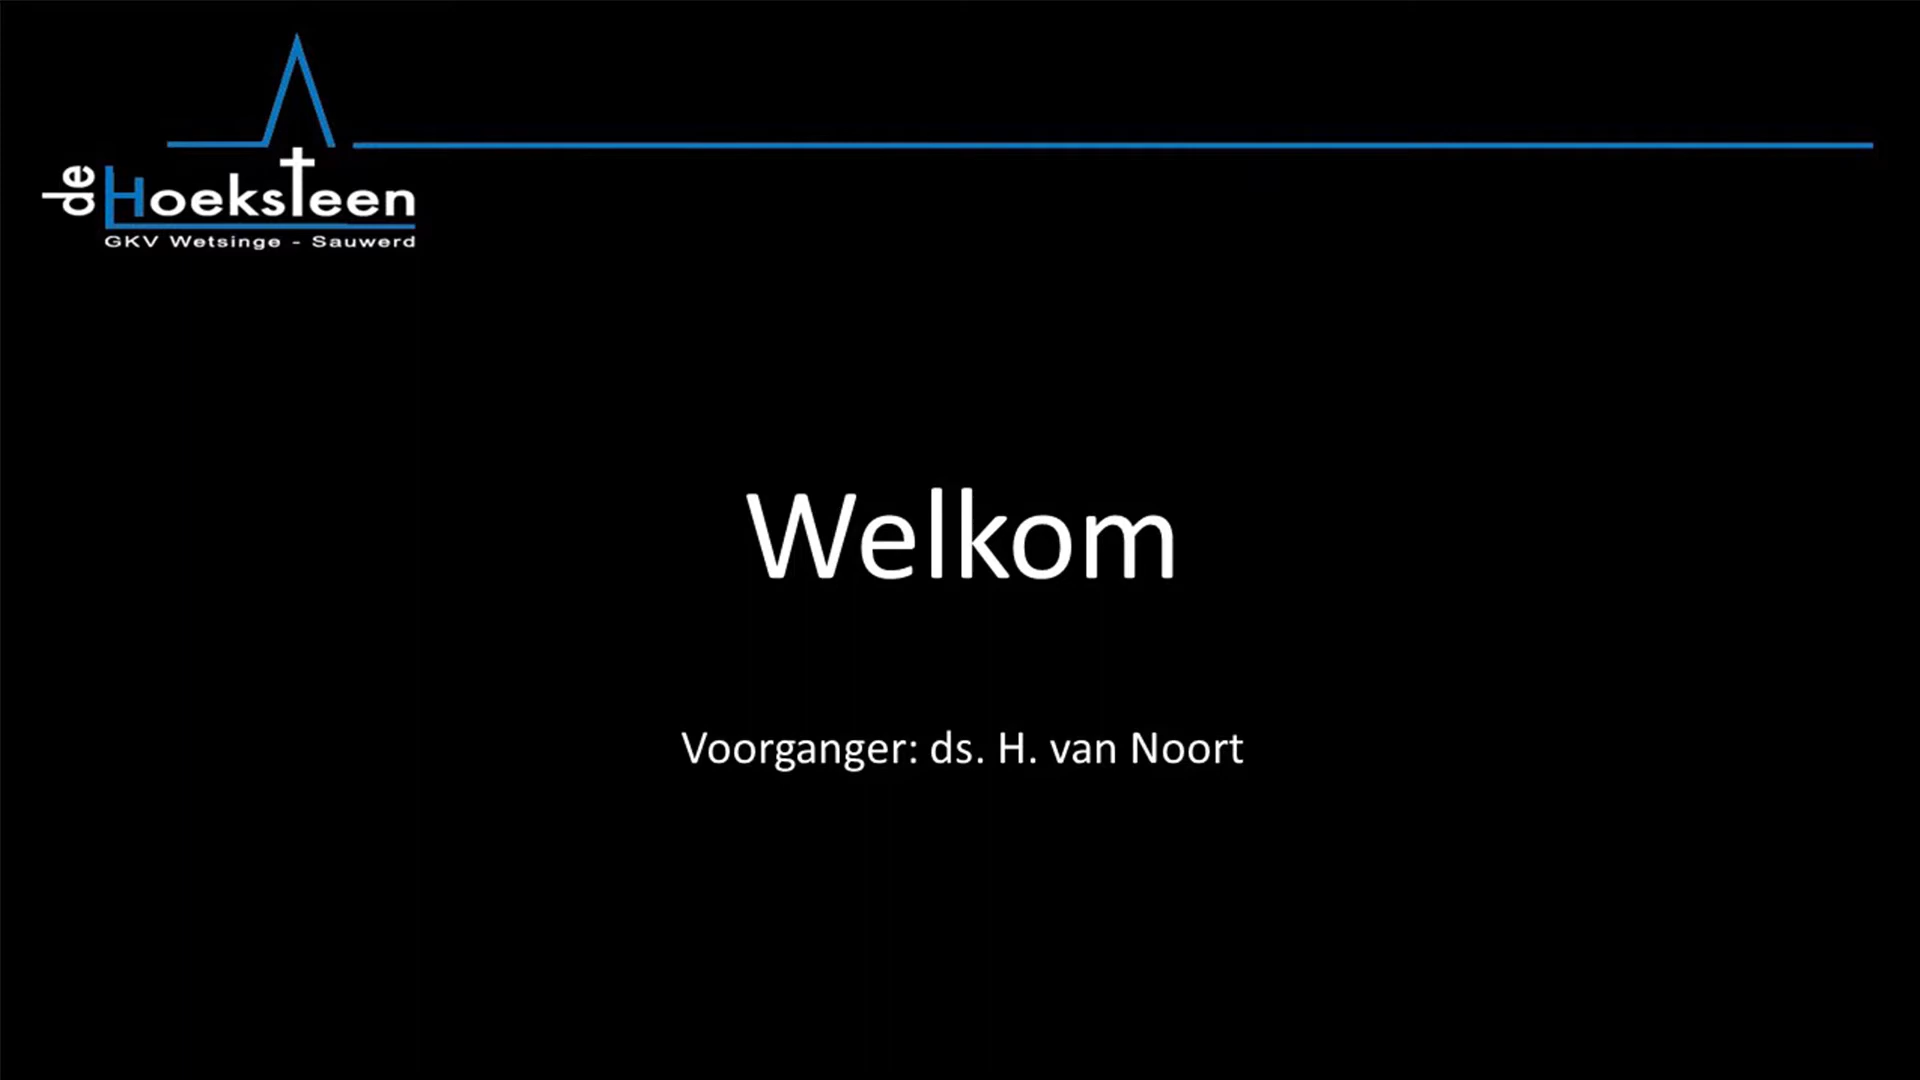 de Hoeksteen
GKV Wetsinge - Sauwerd
Welkom
Voorganger: ds. H. van Noort